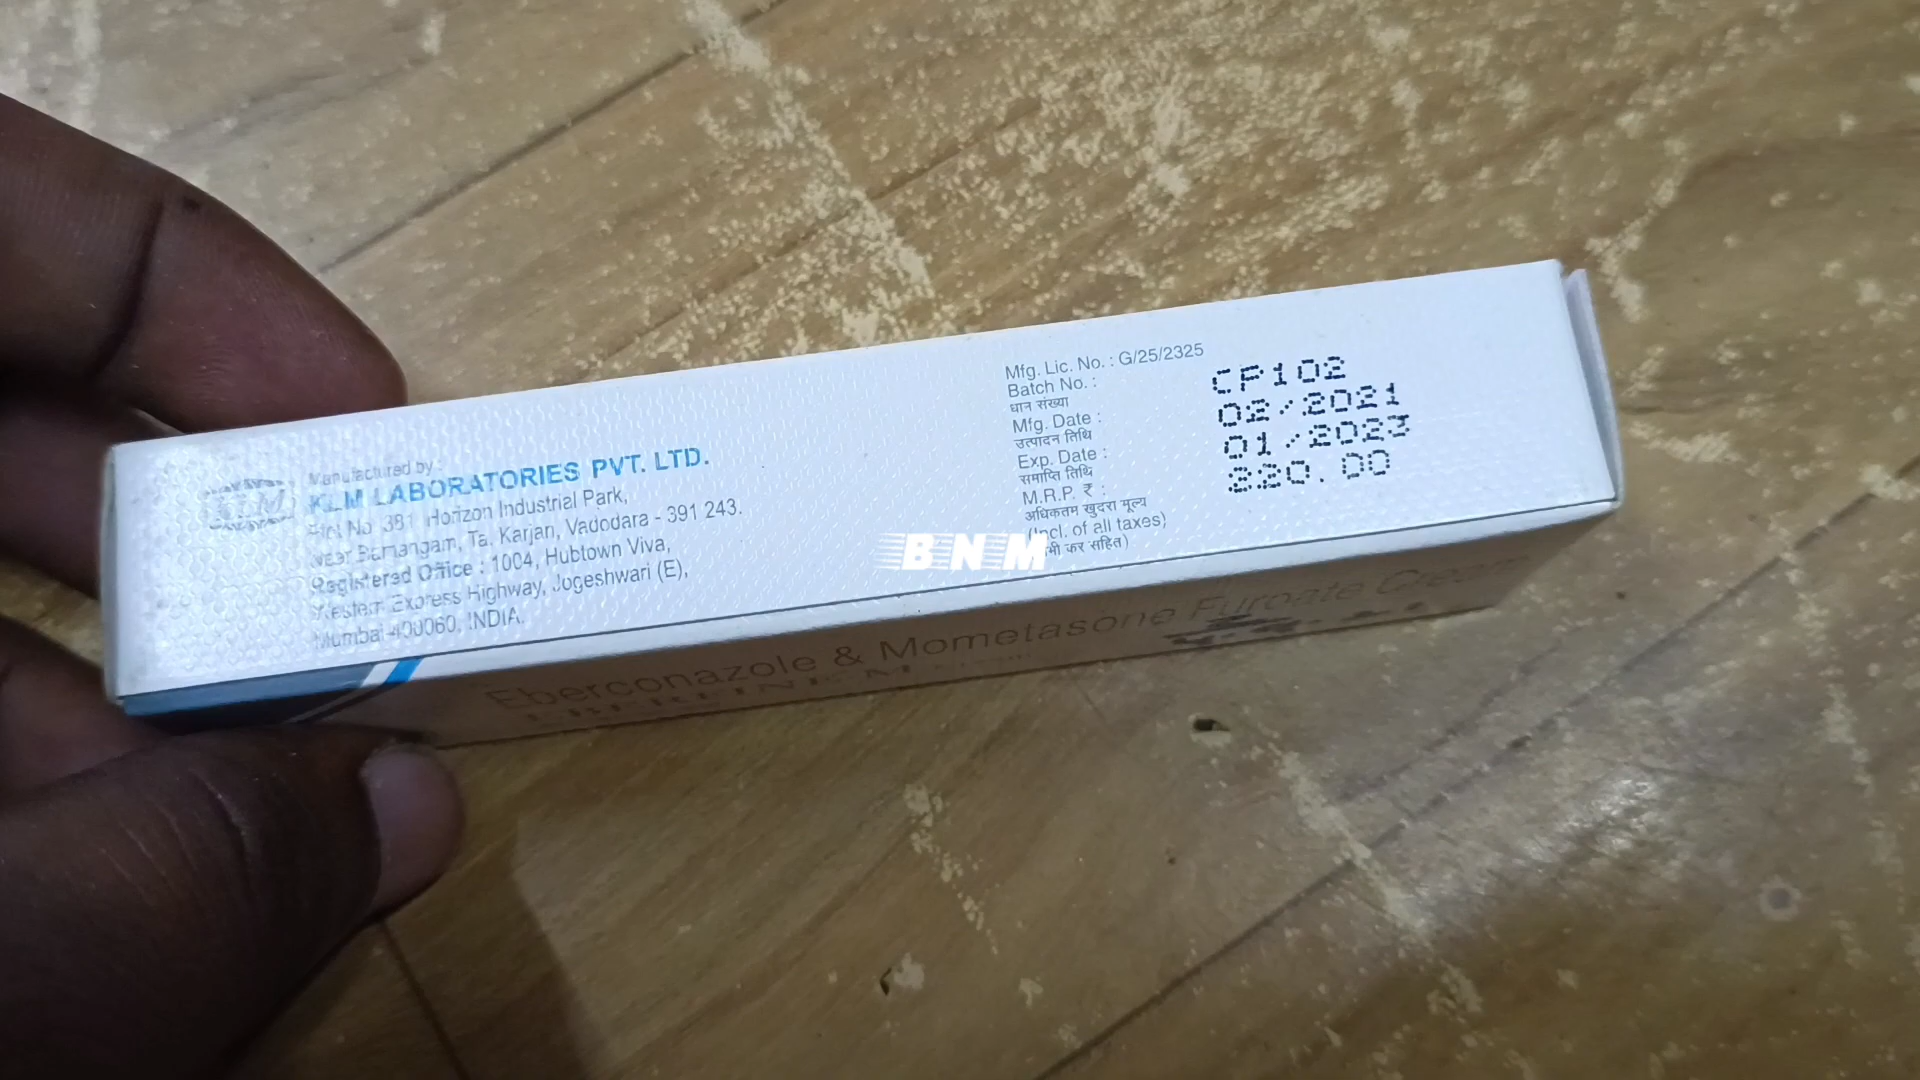 KLM
Manufactured by :
KLM LABORATORIES PVT. LTD.
Plot No 381 Horizon Industrial Park,
Near Bamangam, Ta. Karjan, Vadodara - 391 243.
Registered Office : 1004, Hubtown Viva,
Western Express Highway, Jogeshwari (E),
Mumbai-400060, INDIA.
Mfg. Lic. No. : G/25/2325
Batch No. : CP102
धान संख्या
Mfg. Date : 02/2021
उत्पादन तिथि
Exp. Date : 01/2023
समाप्ति तिथि
M.R.P. ₹ : 220.00
अधिकतम खुदरा मूल्य
(Incl. of all taxes)
कर सहित)
BNM
Eberconazole & Mometasone Furoate Cream